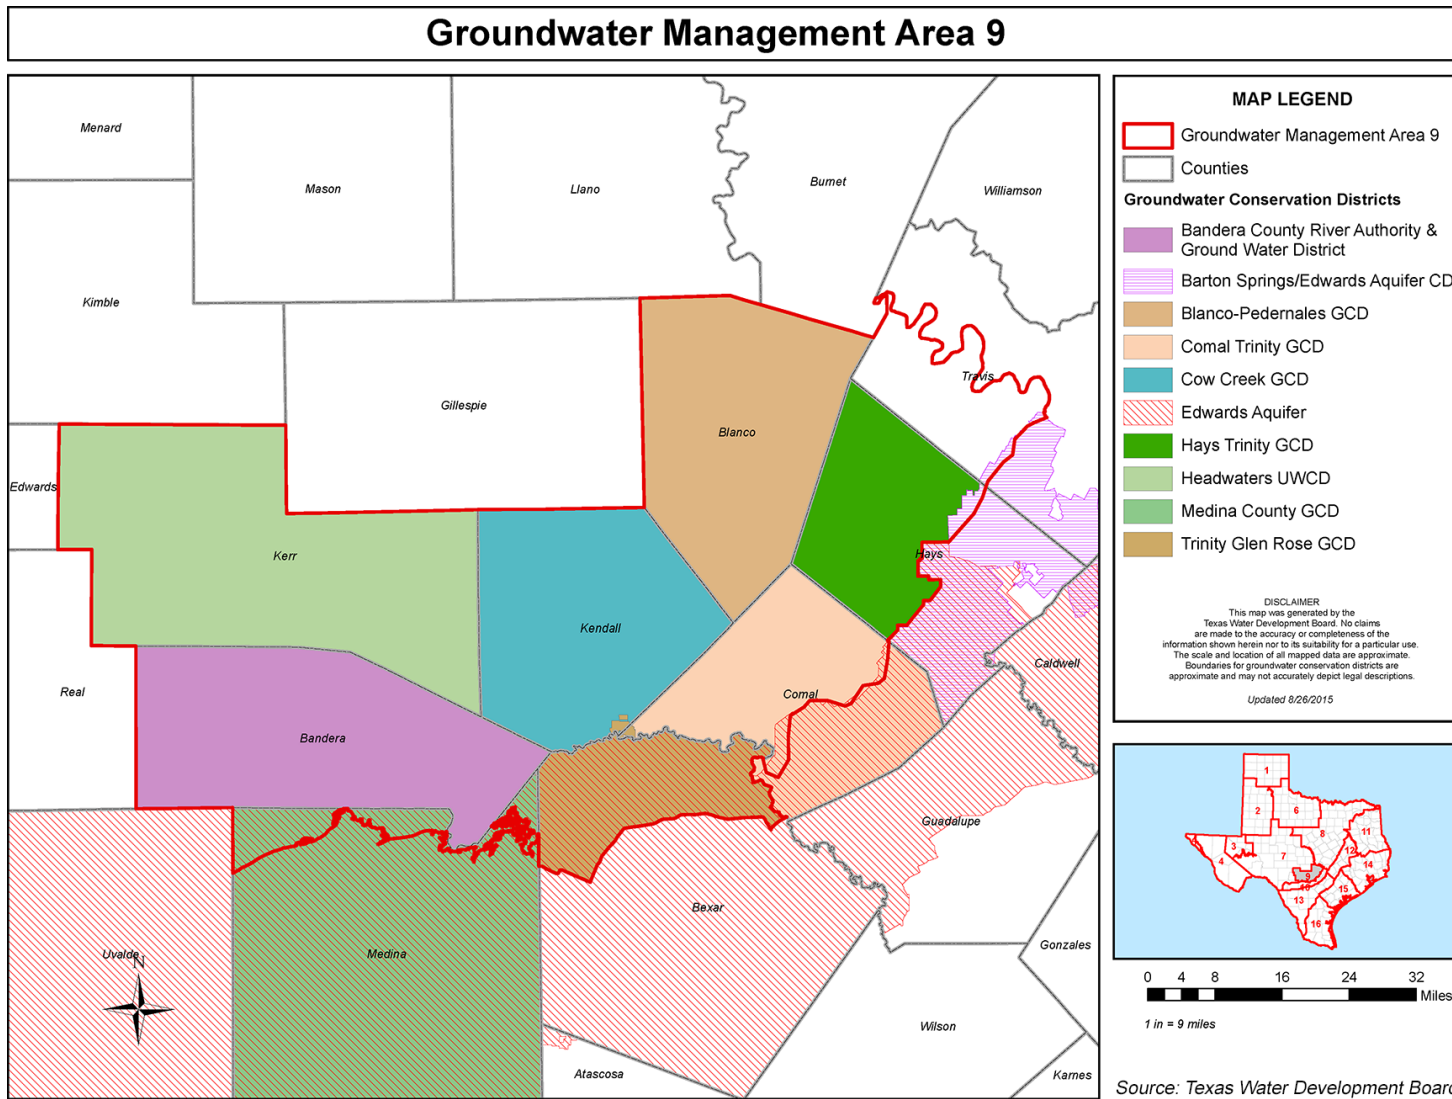 Groundwater Management Area 9
Menard
Mason
Llano
Burnet
Williamson
Kimble
Gillespie
Travis
Blanco
Edwards
Kerr
Hays
Kendall
Caldwell
Real
Comal
Bandera
Guadalupe
Bexar
Gonzales
Uvalde
N
Medina
Wilson
Atascosa
Karnes
MAP LEGEND
Groundwater Management Area 9
Counties
Groundwater Conservation Districts
Bandera County River Authority &
Ground Water District
Barton Springs/Edwards Aquifer CD
Blanco-Pedernales GCD
Comal Trinity GCD
Cow Creek GCD
Edwards Aquifer
Hays Trinity GCD
Headwaters UWCD
Medina County GCD
Trinity Glen Rose GCD
DISCLAIMER
This map was generated by the
Texas Water Development Board. No claims
are made to the accuracy or completeness of the
information shown herein nor to its suitability for a particular use.
The scale and location of all mapped data are approximate.
Boundaries for groundwater conservation districts are
approximate and may not accurately depict legal descriptions.
Updated 8/26/2015
1
2
6
8
11
3
7
12
4
14
9
10
15
13
16
0 4 8 16 24 32
Miles
1 in = 9 miles
Source: Texas Water Development Board